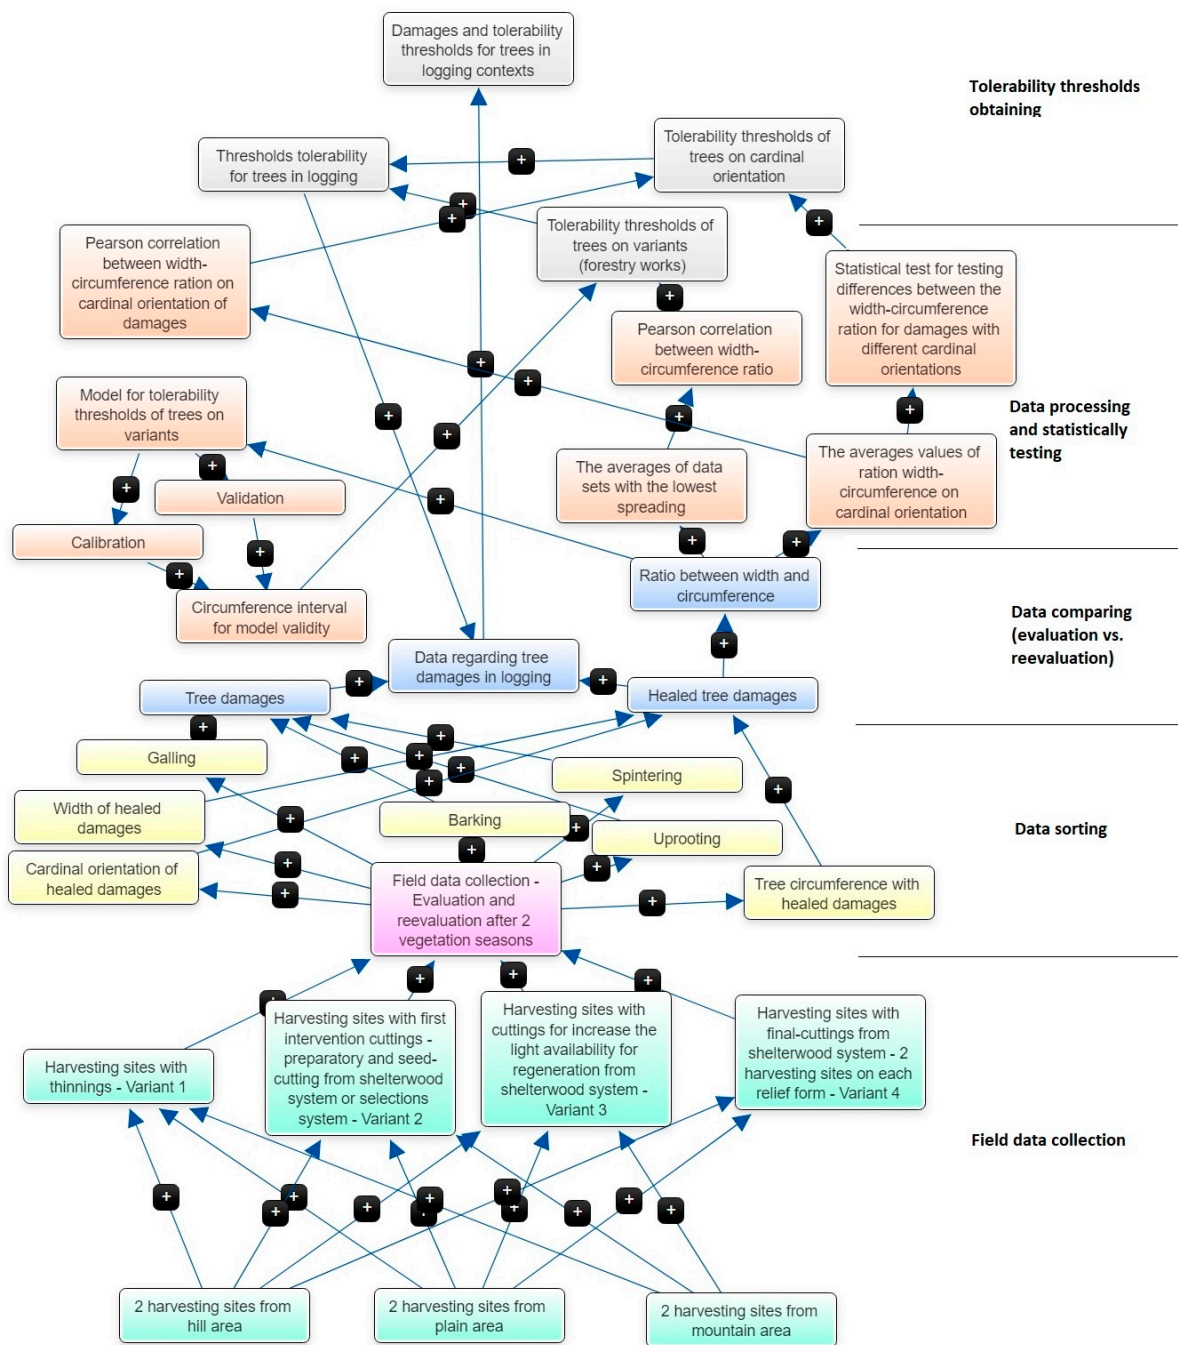 Damages and tolerability
thresholds for trees in
logging contexts
Tolerability thresholds
obtaining
Thresholds tolerability
for trees in logging
+
Tolerability thresholds of
trees on cardinal
orientation
+
+
+
Tolerability thresholds of
trees on variants
(forestry works)
Pearson correlation
between width-
circumference ration on
cardinal orientation of
damages
Statistical test for testing
differences between the
width-circumference
ration for damages with
different cardinal
orientations
+
Pearson correlation
between width-
circumference ratio
+
+
Model for tolerability
thresholds of trees on
variants
+
+
+
+
Data processing
and statistically
testing
The averages of data
sets with the lowest
spreading
The averages values of
ration width-
circumference on
cardinal orientation
+
+
Validation
+
Calibration
+
+
+
+
Ratio between width and
circumference
Circumference interval
for model validity
Data comparing
(evaluation vs.
reevaluation)
+
Data regarding tree
damages in logging
+
+
Tree damages
Healed tree damages
+
+
+
+
Galling
+
+
Spintering
+
Width of healed
damages
+
Barking
+
Uprooting
Data sorting
+
+
+
Cardinal orientation of
healed damages
+
Field data collection -
Evaluation and
reevaluation after 2
vegetation seasons
+
Tree circumference with
healed damages
+
+
+
+
Harvesting sites with
thinnings - Variant 1
Harvesting sites with first
intervention cuttings -
preparatory and seed-
cutting from shelterwood
system or selections
system - Variant 2
Harvesting sites with
cuttings for increase the
light availability for
regeneration from
shelterwood system -
Variant 3
Harvesting sites with
final-cuttings from
shelterwood system - 2
harvesting sites on each
relief form - Variant 4
Field data collection
+
+
+
+
+
+
+
+
+
+
+
2 harvesting sites from
hill area
2 harvesting sites from
plain area
2 harvesting sites from
mountain area